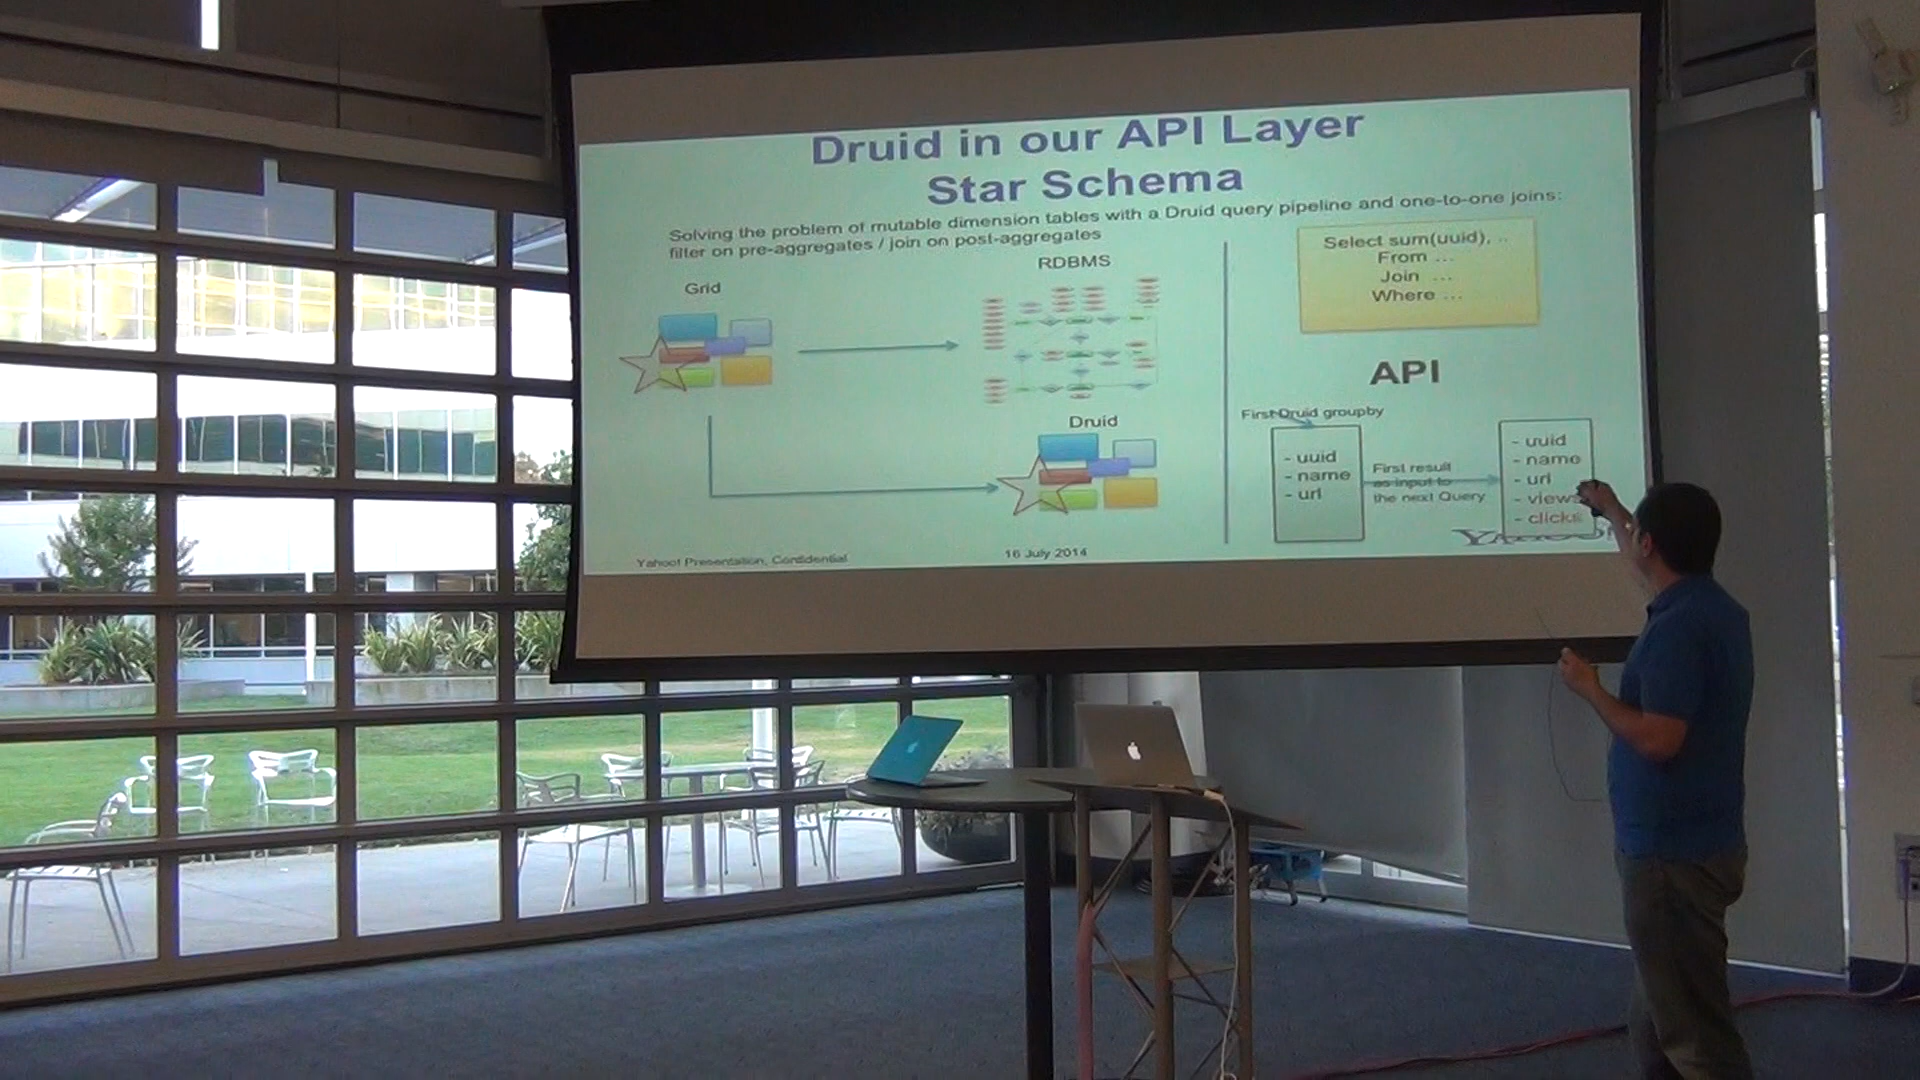 Druid in our API Layer
Star Schema
Solving the problem of mutable dimension tables with a Druid query pipeline and one-to-one joins:
filter on pre-aggregates / join on post-aggregates
Grid
RDBMS
Druid
Select sum(uuid), ..
From ...
Join ...
Where ...
API
First Druid groupby
- uuid
- name
- url
First result
as input to
the next Query
- uuid
- name
- url
- views
- clicks
YAHOO!
Yahoo! Presentation, Confidential
16 July 2014